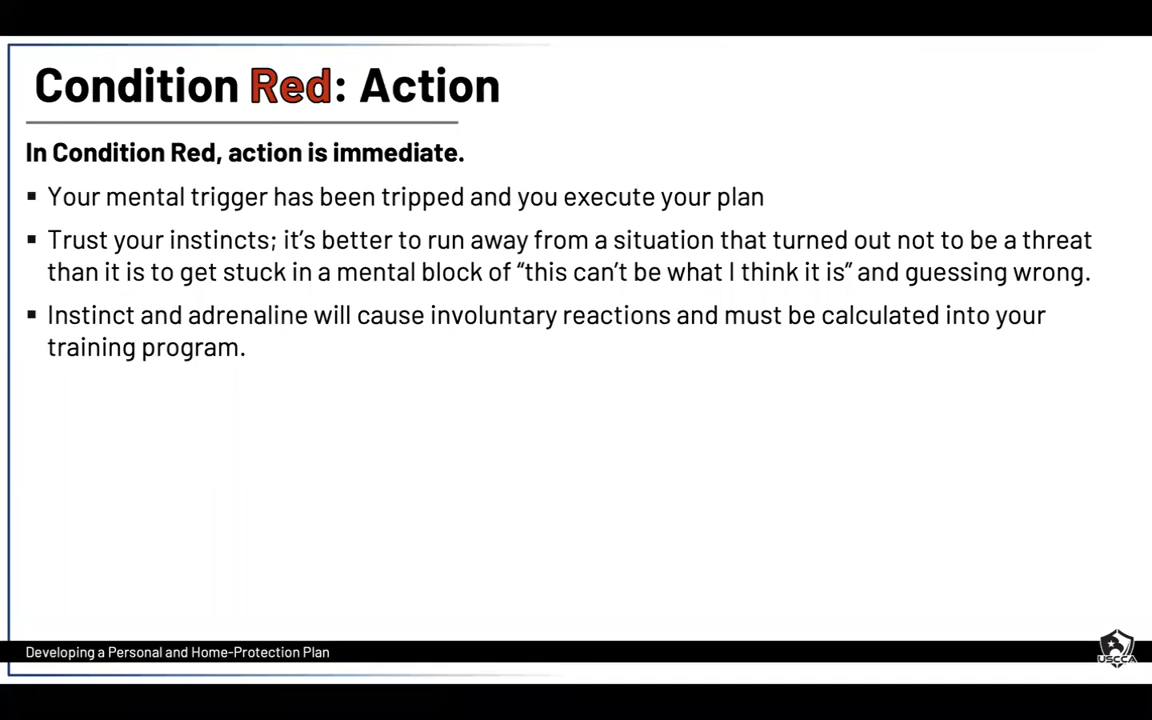 Condition Red: Action
In Condition Red, action is immediate.
▪ Your mental trigger has been tripped and you execute your plan
▪ Trust your instincts; it’s better to run away from a situation that turned out not to be a threat
than it is to get stuck in a mental block of “this can’t be what I think it is” and guessing wrong.
▪ Instinct and adrenaline will cause involuntary reactions and must be calculated into your
training program.
Developing a Personal and Home-Protection Plan
USCCA